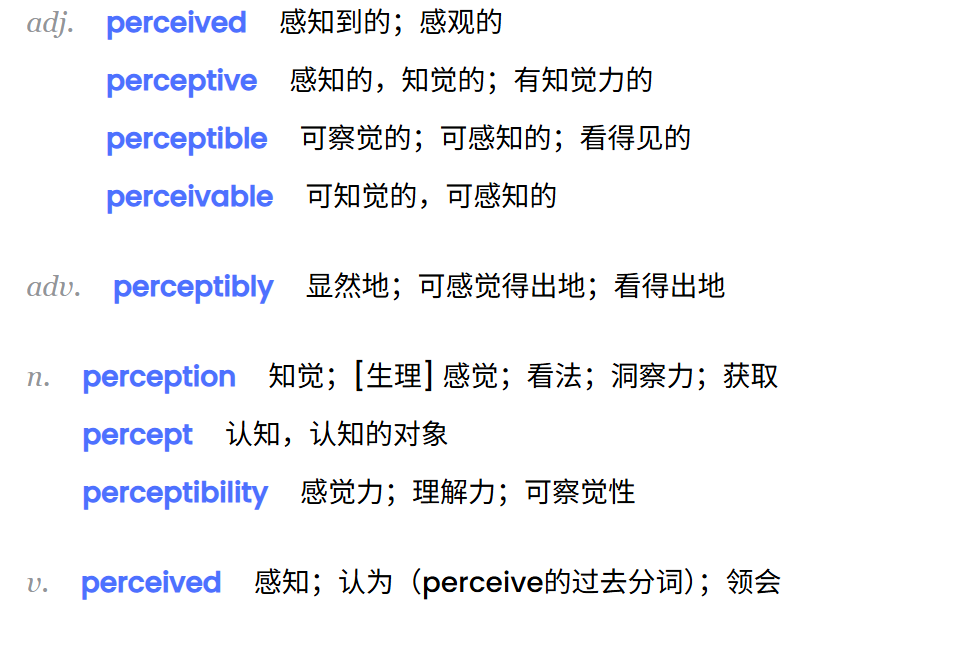 adj. perceived 感知到的；感观的
perceptive 感知的，知觉的；有知觉力的
perceptible 可察觉的；可感知的；看得见的
perceivable 可知觉的，可感知的
adv. perceptibly 显然地；可感觉得出地；看得出地
n. perception 知觉；[生理] 感觉；看法；洞察力；获取
percept 认知，认知的对象
perceptibility 感觉力；理解力；可察觉性
v. perceived 感知；认为（perceive的过去分词）；领会